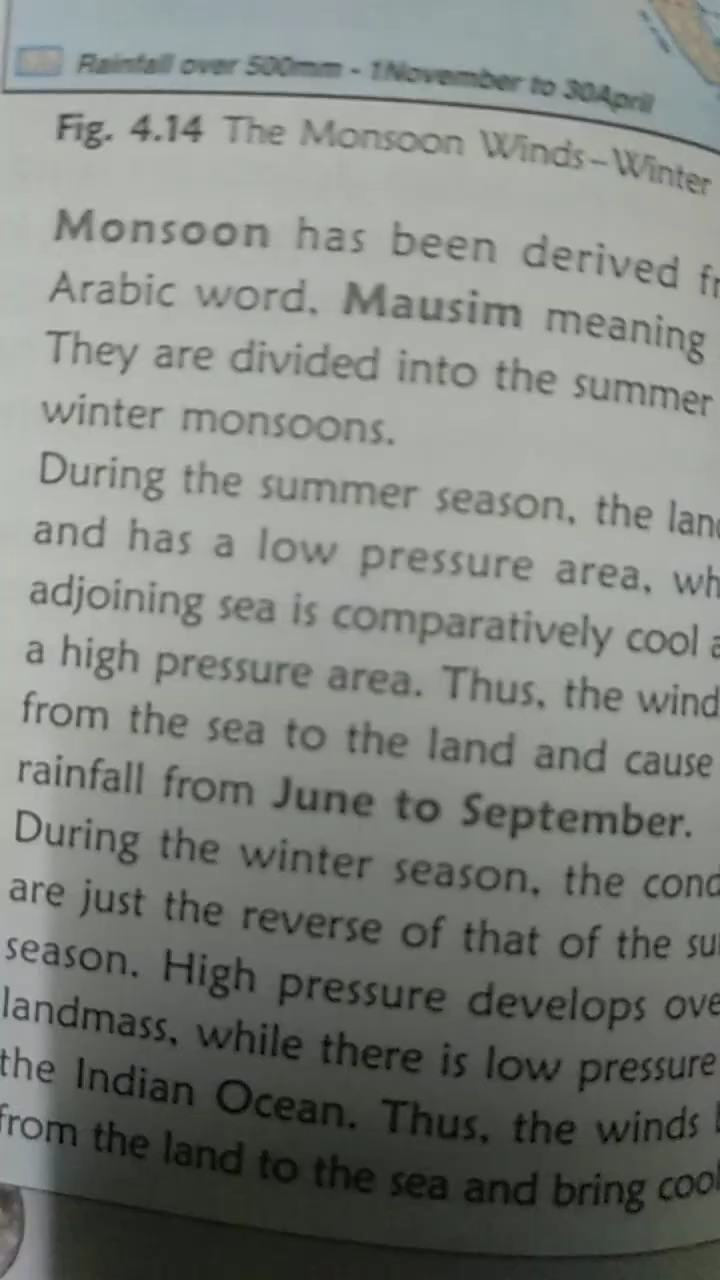 Rainfall over 500mm - 1November to 30April
Fig. 4.14 The Monsoon Winds–Winter
Monsoon has been derived
Arabic word, Mausim meaning
They are divided into the summer
winter monsoons.
During the summer season, the
and has a low pressure area,
adjoining sea is comparatively cool
a high pressure area. Thus, the wind
from the sea to the land and cause
rainfall from June to September.
During the winter season, the
are just the reverse of that of the
season. High pressure develops
landmass, while there is low pressure
the Indian Ocean. Thus, the winds
from the land to the sea and bring cool